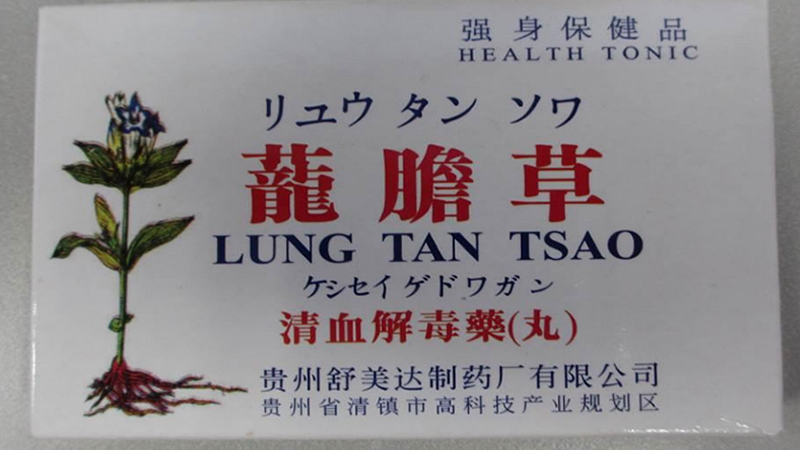 强身保健品
HEALTH TONIC
リユウ タン ソワ
蘢膽草
LUNG TAN TSAO
ケシセイ ゲドワガン
清血解毒藥(丸)
贵州舒美达制药厂有限公司
贵州省清镇市高科技产业规划区